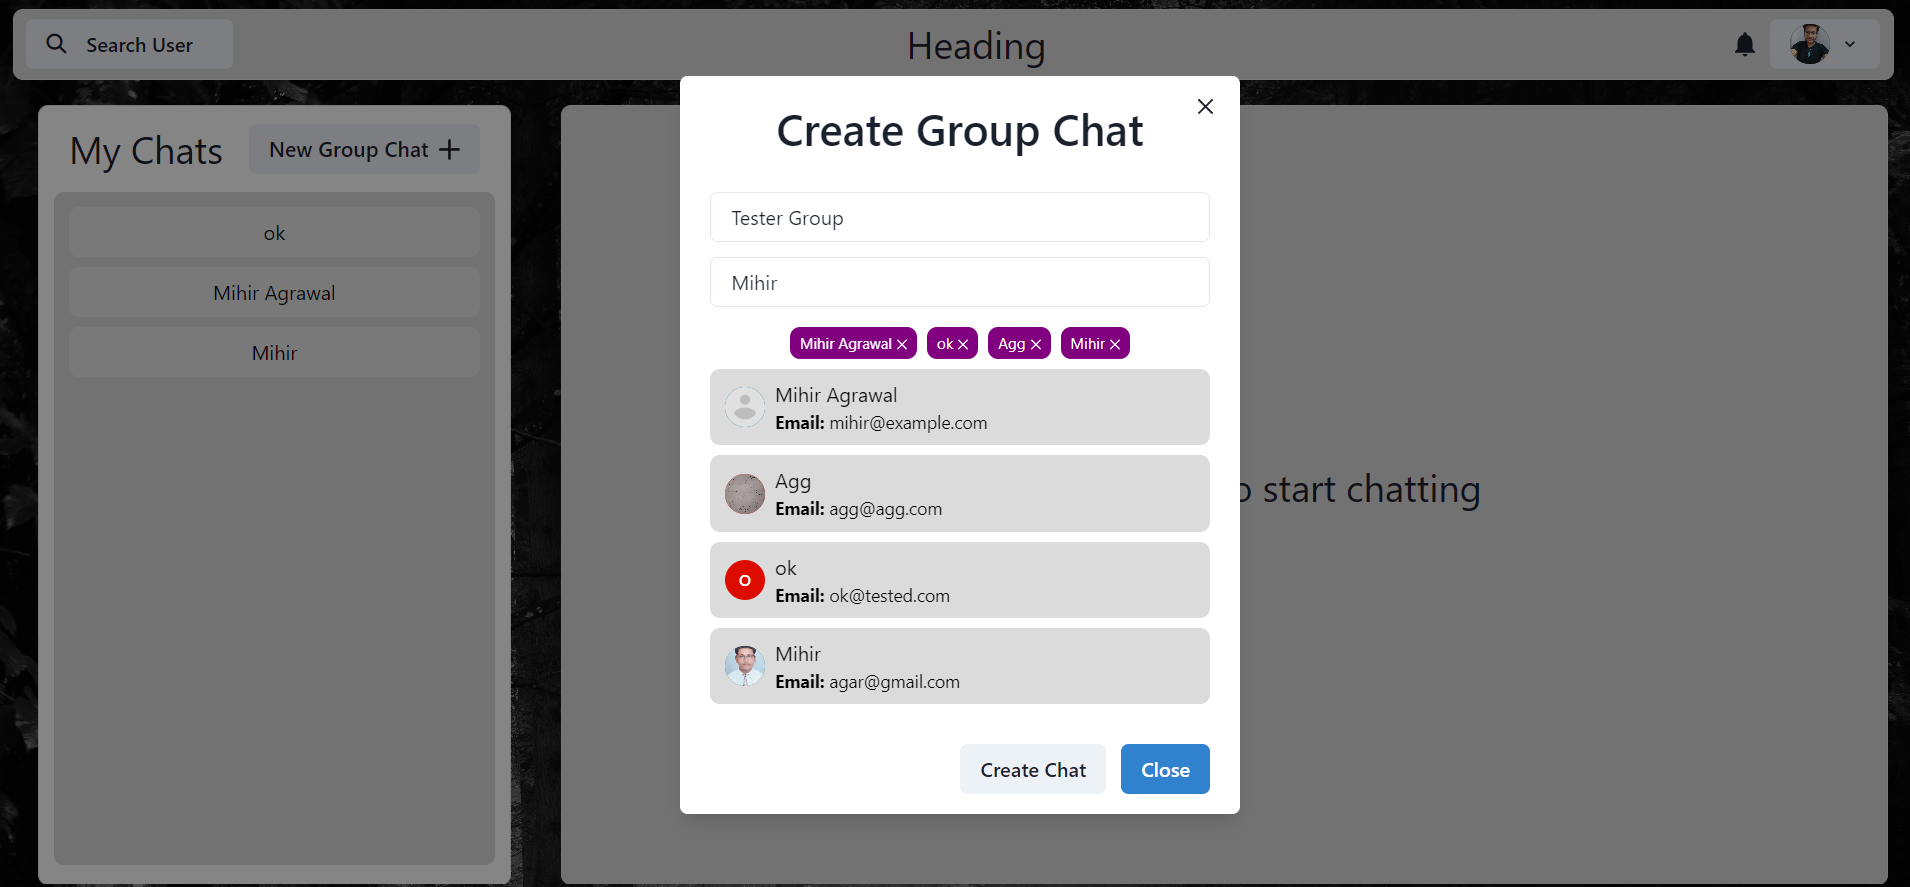 Search User
Heading
My Chats
New Group Chat
ok
Mihir Agrawal
Mihir
Create Group Chat
Tester Group
Mihir
Mihir Agrawal ok Agg Mihir
Mihir Agrawal
Email: mihir@example.com
Agg
Email: agg@agg.com
O
ok
Email: ok@tested.com
Mihir
Email: agar@gmail.com
Create Chat
Close
start chatting